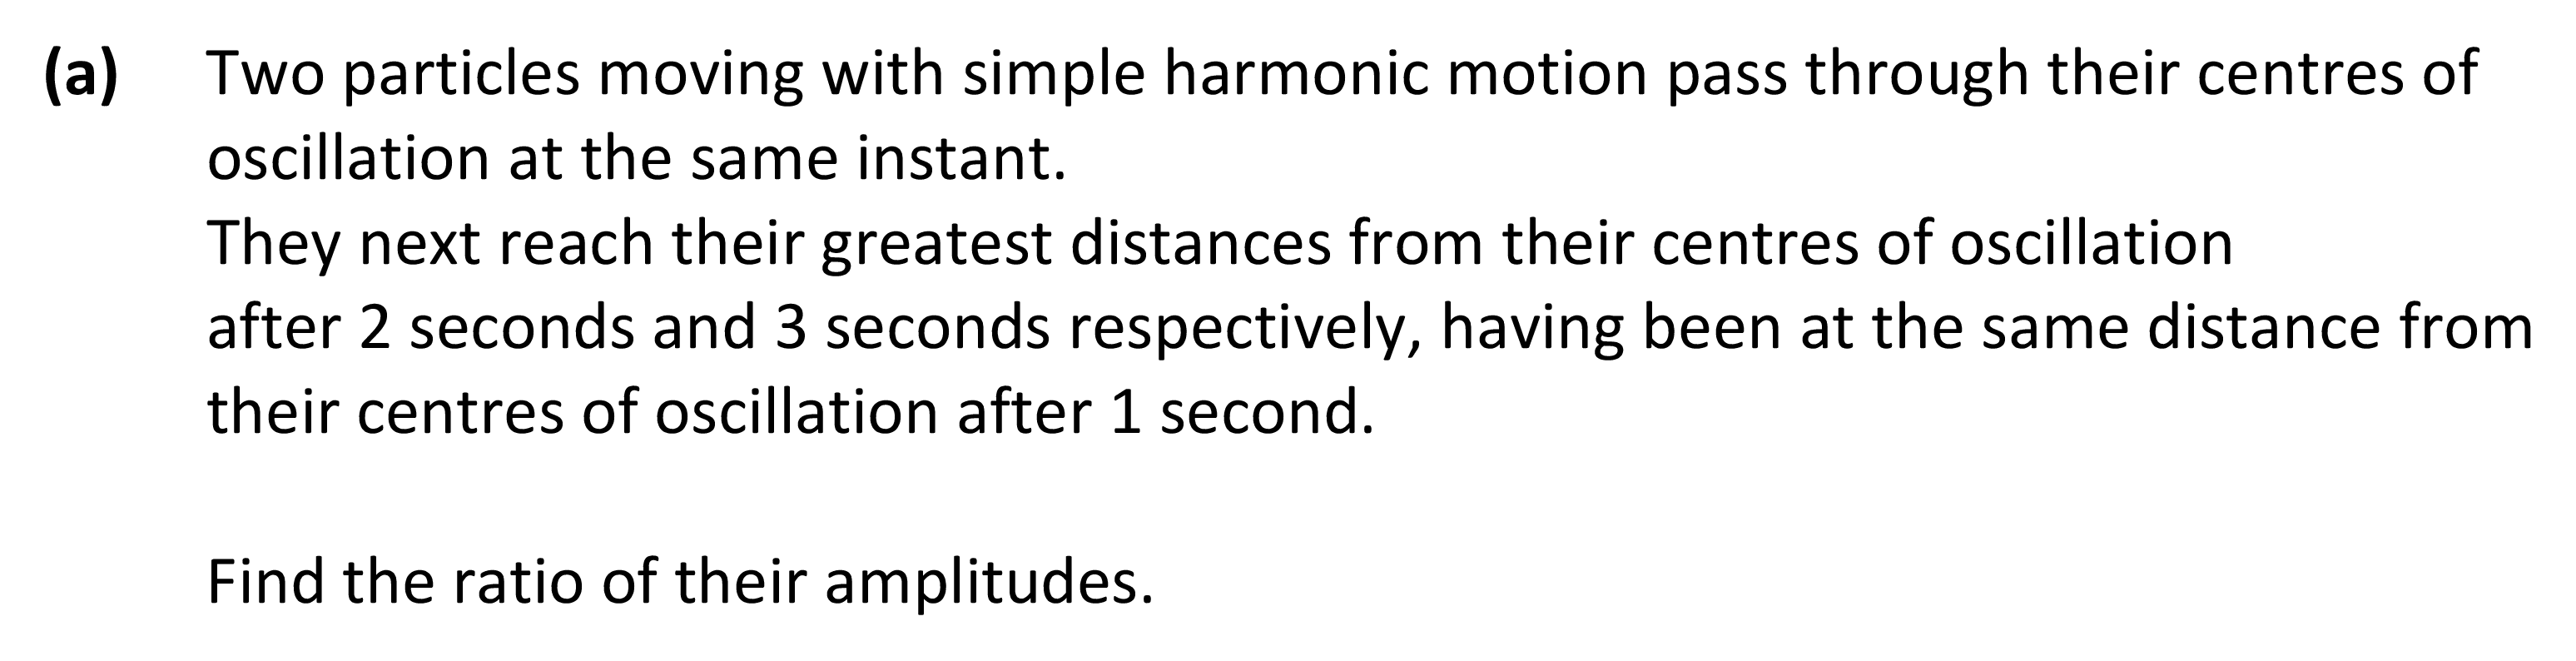 (a) Two particles moving with simple harmonic motion pass through their centres of
oscillation at the same instant.
They next reach their greatest distances from their centres of oscillation
after 2 seconds and 3 seconds respectively, having been at the same distance from
their centres of oscillation after 1 second.
Find the ratio of their amplitudes.